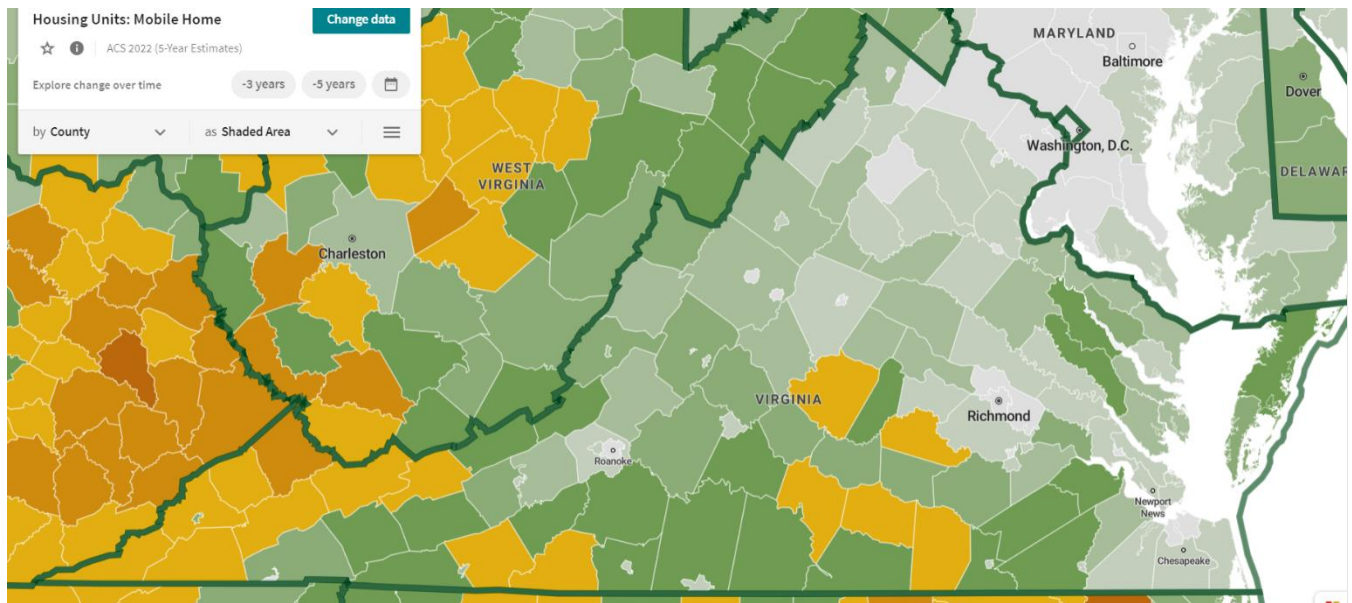 Housing Units: Mobile Home
Change data
ACS 2022 (5-Year Estimates)
Explore change over time
-3 years
-5 years
by County
as Shaded Area
MARYLAND
Baltimore
Dover
Washington, D.C.
DELAWAR
WEST
VIRGINIA
Charleston
VIRGINIA
Richmond
Roanoke
Newport
News
Chesapeake